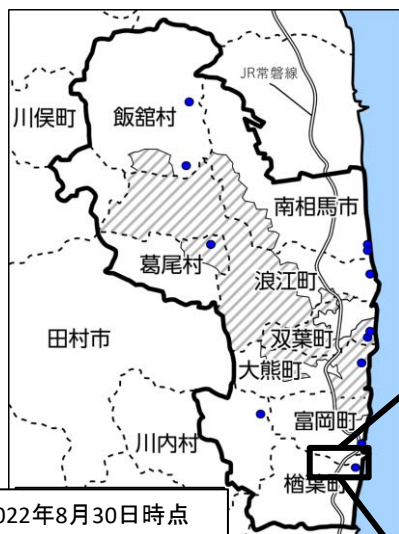 JR常磐線
川俣町
飯舘村
南相馬市
葛尾村
浪江町
田村市
双葉町
大熊町
富岡町
川内村
楢葉町
022年8月30日時点